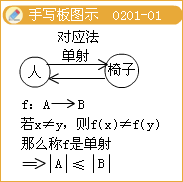 手写板图示 0201-01
对应法
单射
人 椅子
f: A→B
若x≠y，则f(x)≠f(y)
那么称f是单射
⇒|A|≤|B|